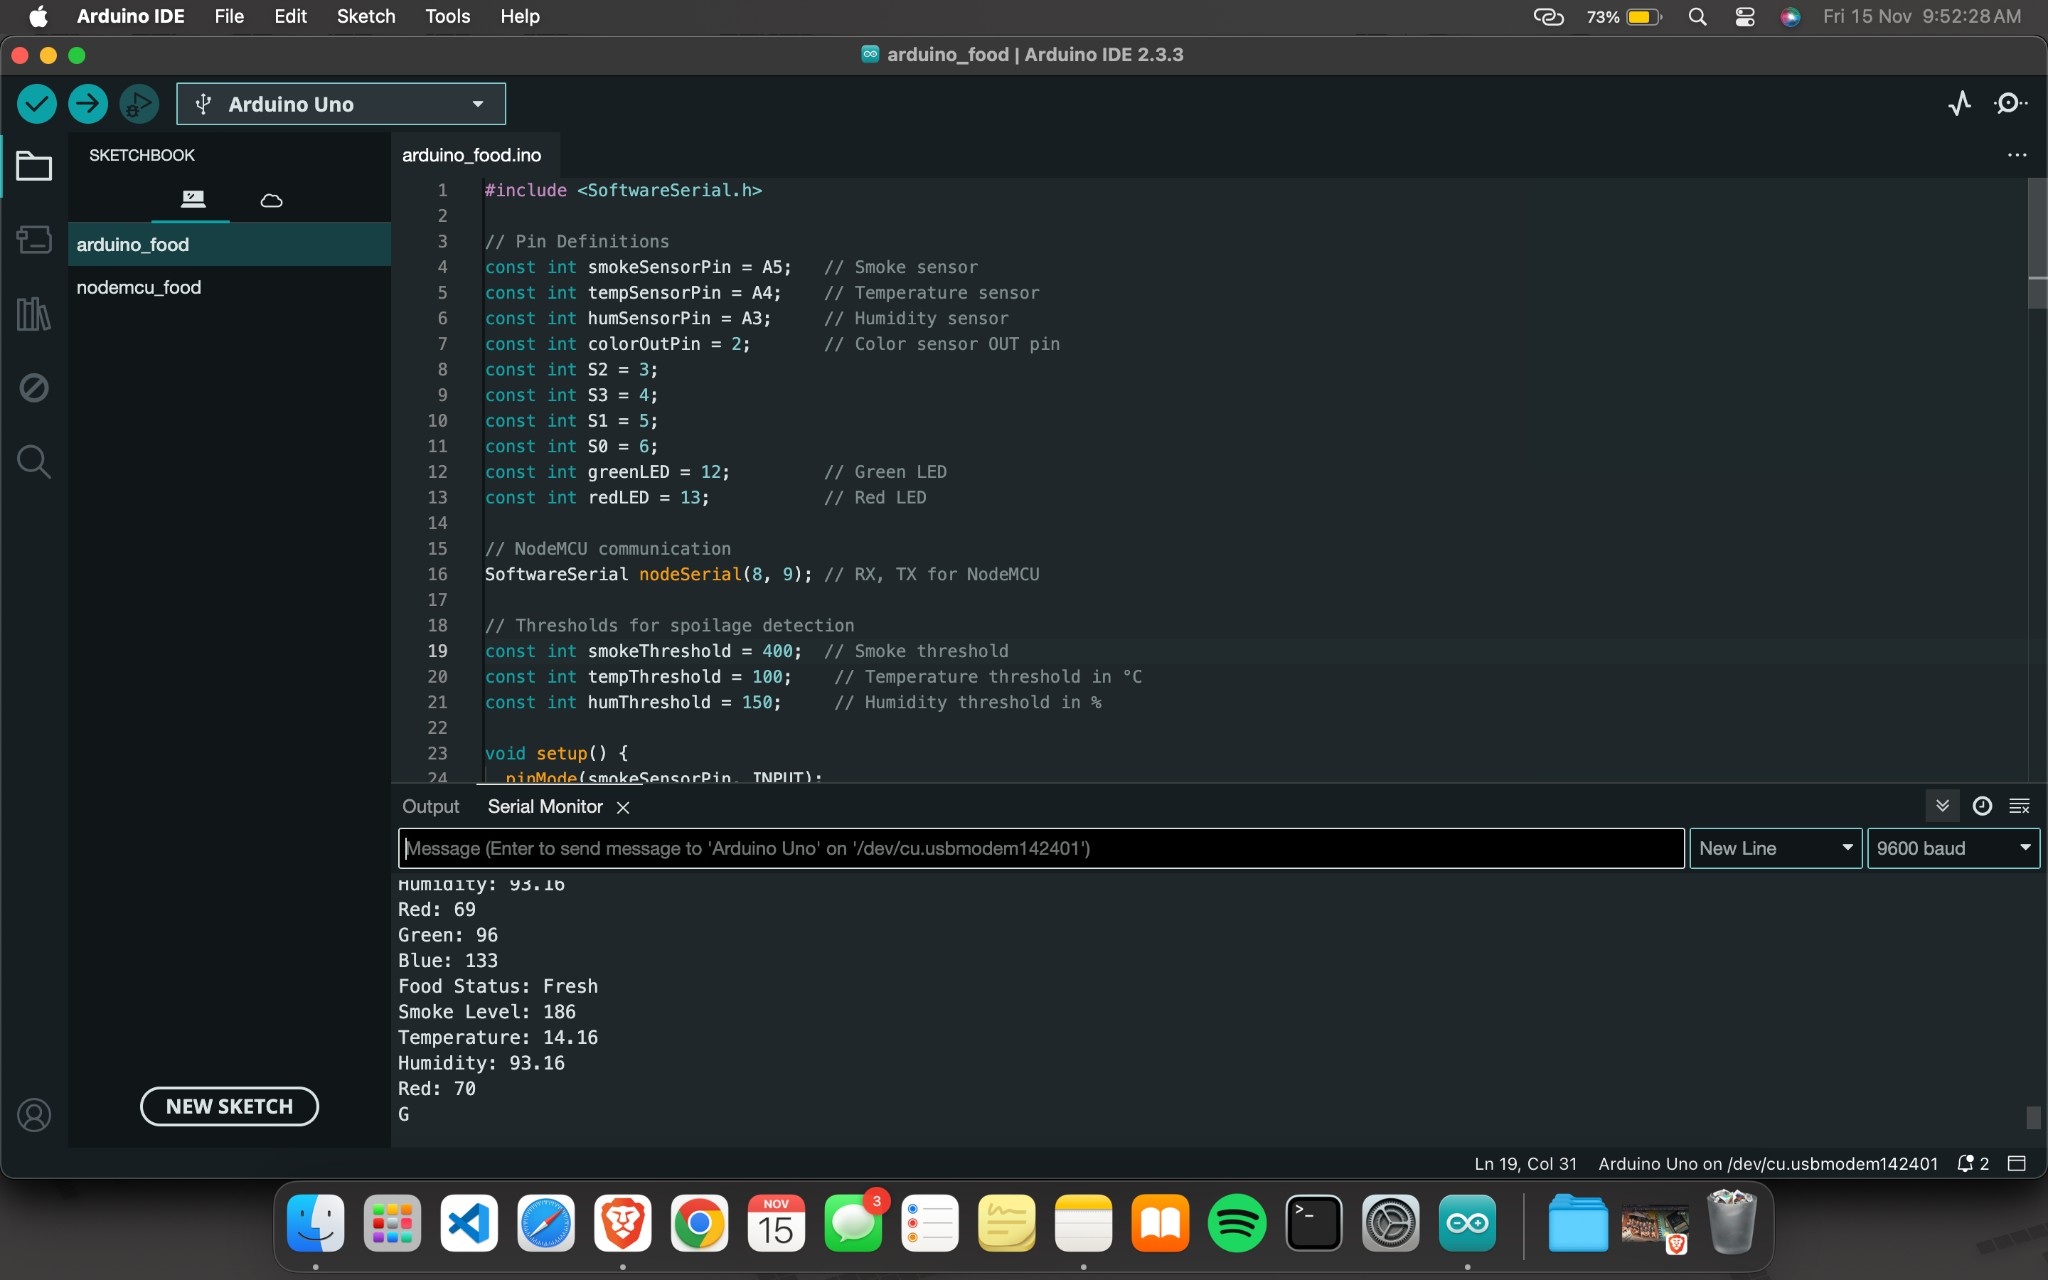 Arduino IDE File Edit Sketch Tools Help 73% Fri 15 Nov 9:52:28 AM
arduino_food | Arduino IDE 2.3.3
Arduino Uno
SKETCHBOOK
arduino_food
nodemcu_food
NEW SKETCH
arduino_food.ino
1 #include <SoftwareSerial.h>
2
3 // Pin Definitions
4 const int smokeSensorPin = A5; // Smoke sensor
5 const int tempSensorPin = A4; // Temperature sensor
6 const int humSensorPin = A3; // Humidity sensor
7 const int colorOutPin = 2; // Color sensor OUT pin
8 const int S2 = 3;
9 const int S3 = 4;
10 const int S1 = 5;
11 const int S0 = 6;
12 const int greenLED = 12; // Green LED
13 const int redLED = 13; // Red LED
14
15 // NodeMCU communication
16 SoftwareSerial nodeSerial(8, 9); // RX, TX for NodeMCU
17
18 // Thresholds for spoilage detection
19 const int smokeThreshold = 400; // Smoke threshold
20 const int tempThreshold = 100; // Temperature threshold in °C
21 const int humThreshold = 150; // Humidity threshold in %
22
23 void setup() {
24 pinMode(smokeSensorPin, INPUT);
Output Serial Monitor
Message (Enter to send message to 'Arduino Uno' on '/dev/cu.usbmodem142401') New Line 9600 baud
Humidity: 93.16
Red: 69
Green: 96
Blue: 133
Food Status: Fresh
Smoke Level: 186
Temperature: 14.16
Humidity: 93.16
Red: 70
G
Ln 19, Col 31 Arduino Uno on /dev/cu.usbmodem142401 2
NOV
15
3